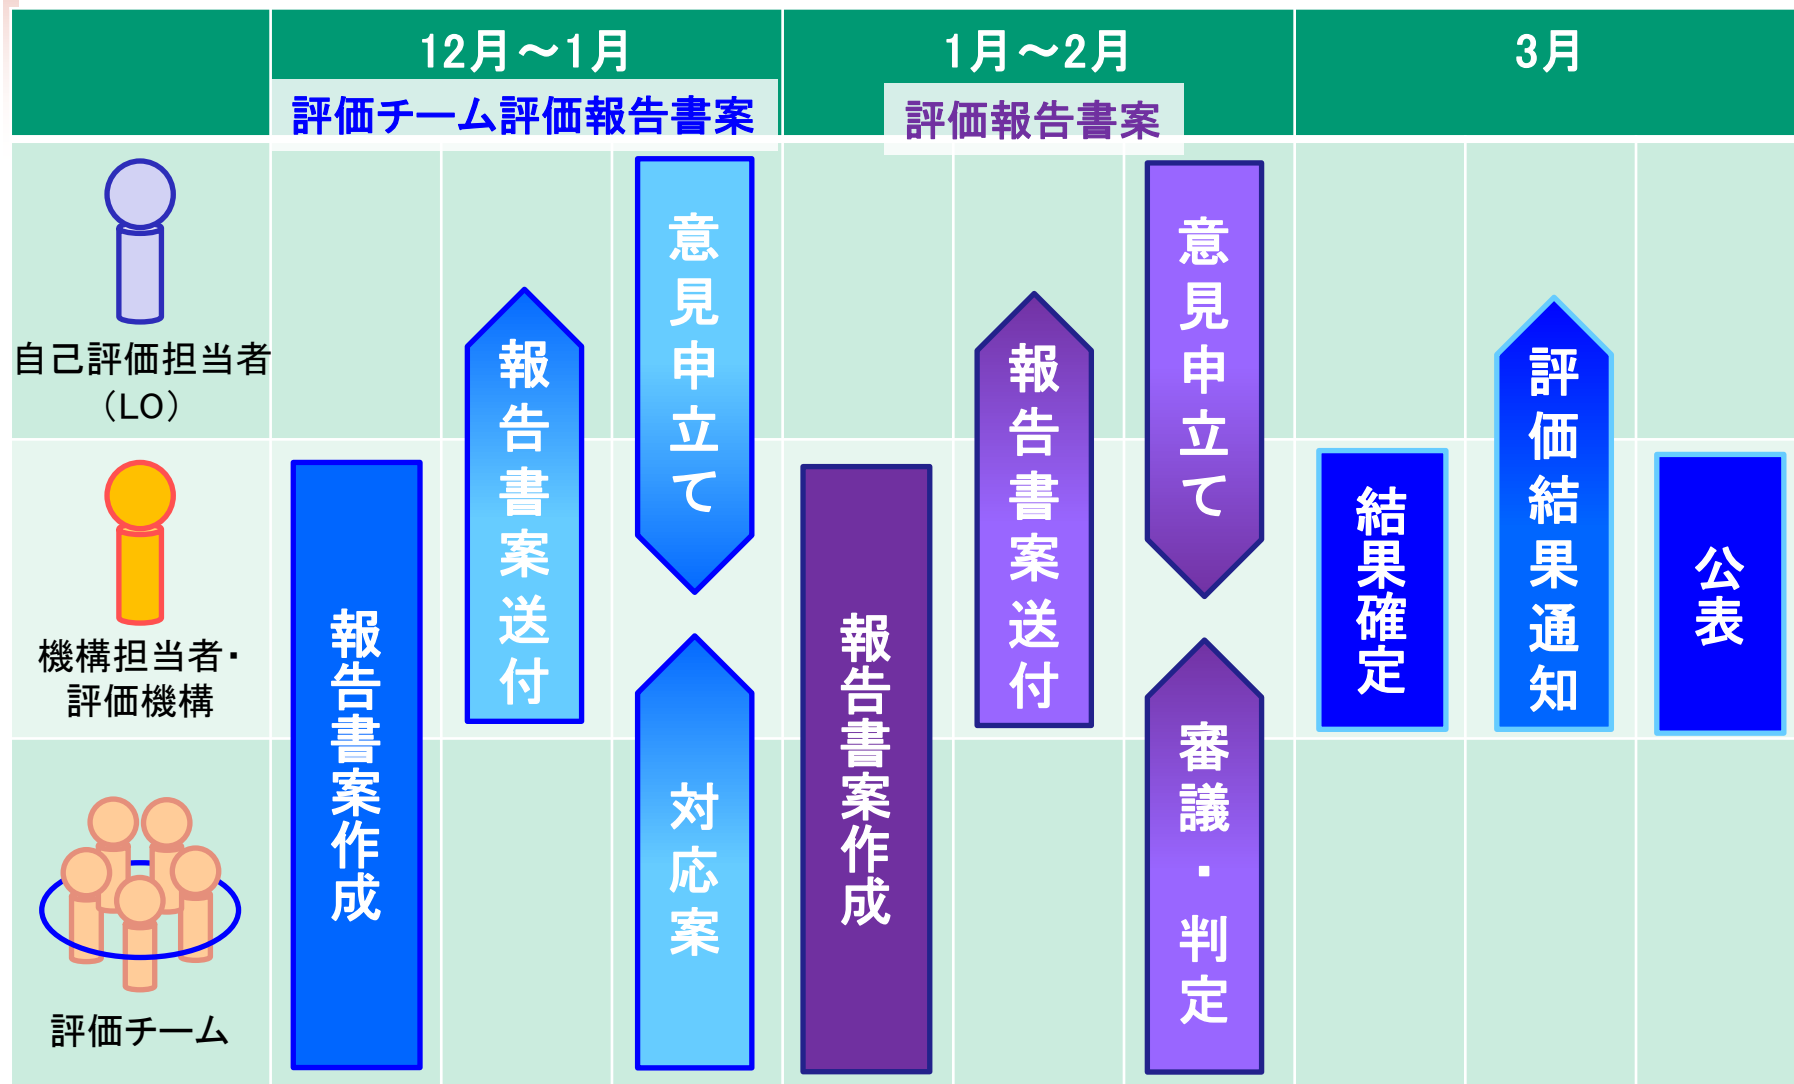 12月～1月
1月～2月
3月
評価チーム評価報告書案
評価報告書案
自己評価担当者
（LO）
機構担当者・
評価機構
評価チーム
報告書案作成
報告書案送付
意見申立て
対応案
報告書案作成
報告書案送付
意見申立て
審議・判定
結果確定
評価結果通知
公表